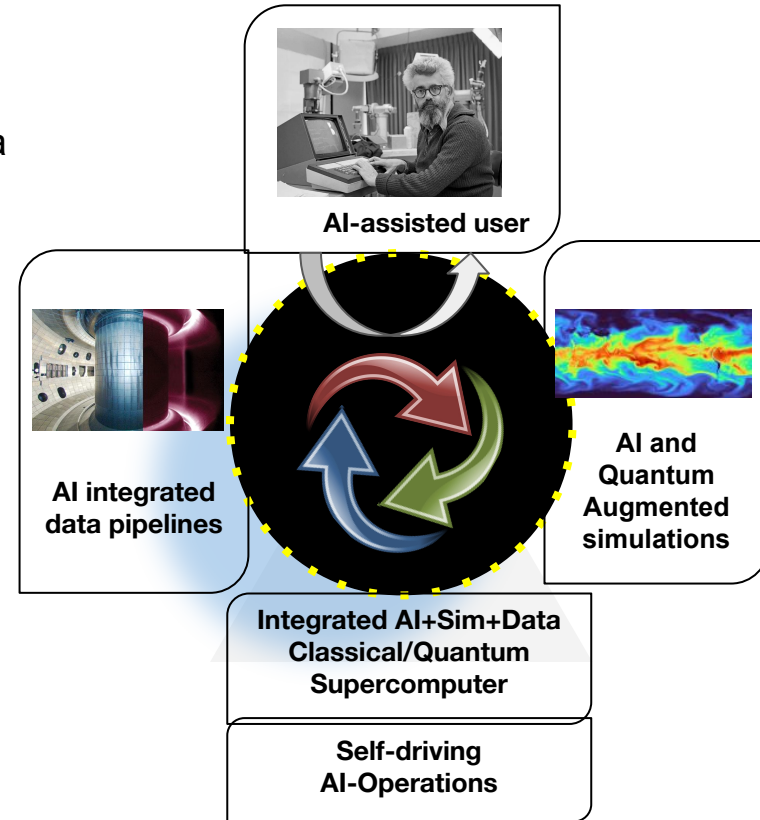 a
AI-assisted user
AI integrated
data pipelines
AI and
Quantum
Augmented
simulations
Integrated AI+Sim+Data
Classical/Quantum
Supercomputer
Self-driving
AI-Operations